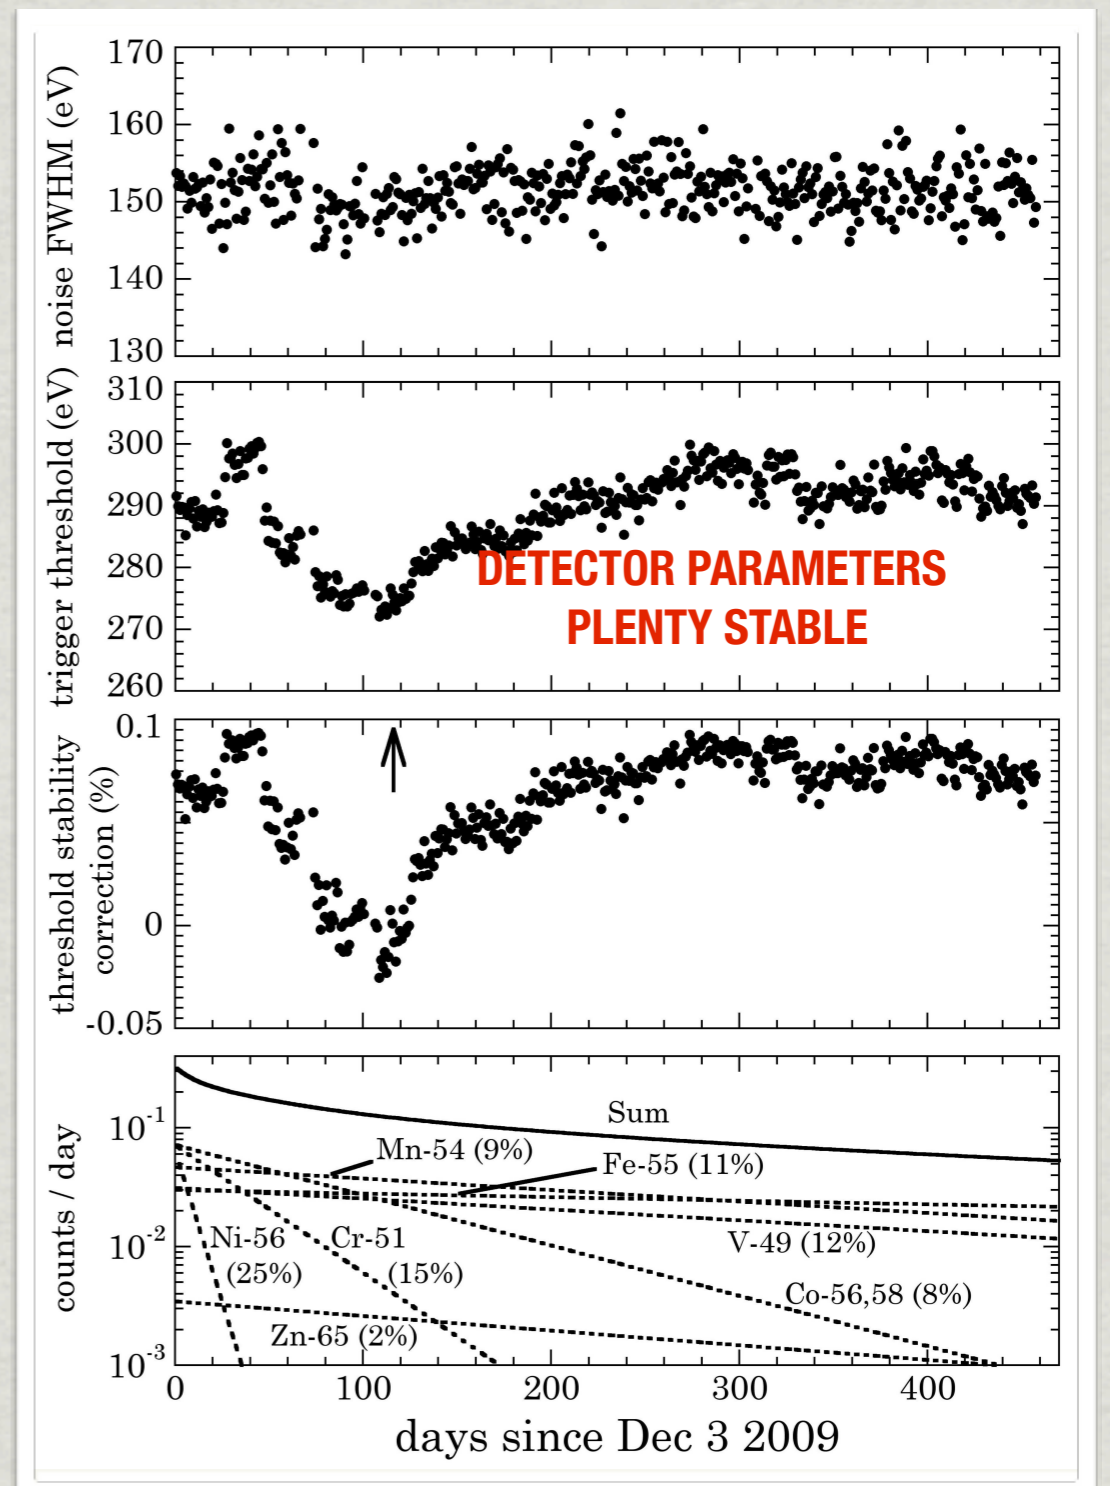 170
160
150
140
130
noise FWHM (eV)
310
300
290
280
270
260
trigger threshold (eV)
DETECTOR PARAMETERS
PLENTY STABLE
0.1
0
-0.05
threshold stability
correction (%)
10-1
10-2
10-3
counts / day
Sum
Mn-54 (9%)
Fe-55 (11%)
Ni-56
(25%)
Cr-51
(15%)
V-49 (12%)
Co-56,58 (8%)
Zn-65 (2%)
0
100
200
300
400
days since Dec 3 2009